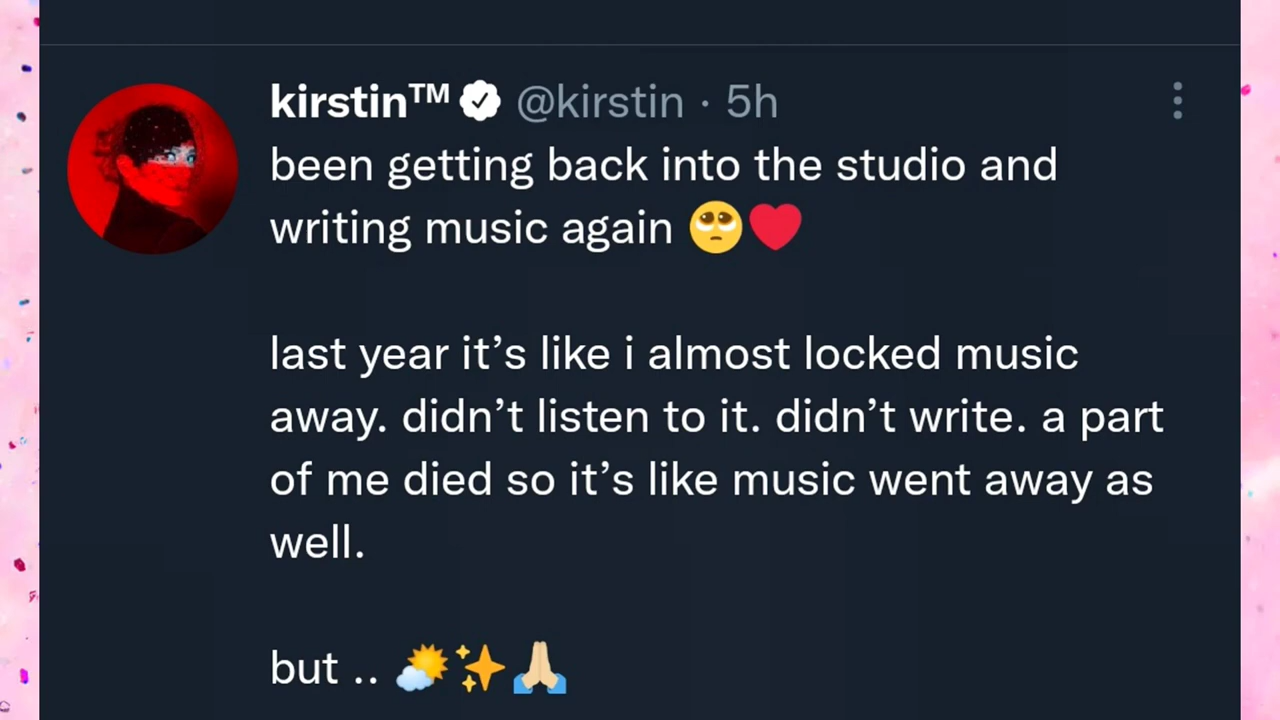 kirstin™ @kirstin · 5h
been getting back into the studio and
writing music again 🥺❤️
last year it’s like i almost locked music
away. didn’t listen to it. didn’t write. a part
of me died so it’s like music went away as
well.
but .. 🌤️✨🙏🏼